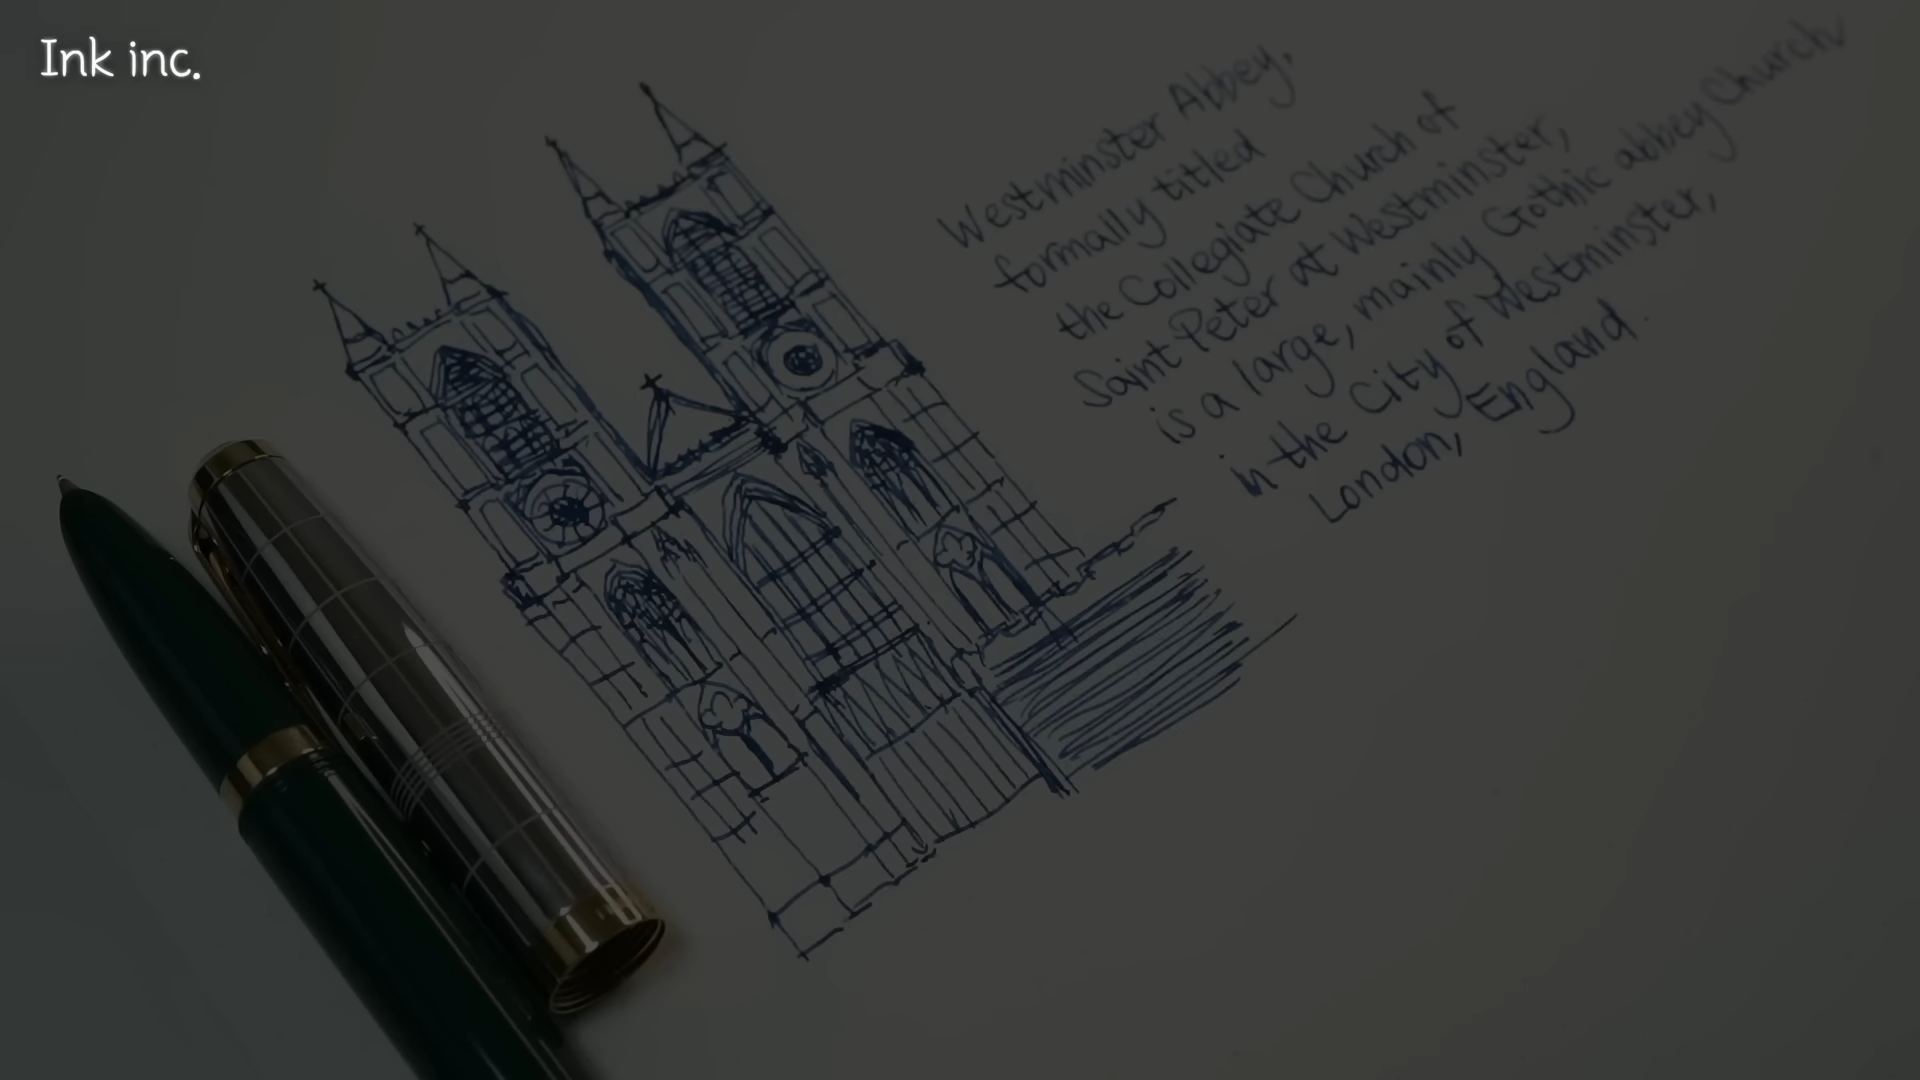 Ink inc.
Westminster Abbey,
formally titled
the Collegiate Church of
Saint Peter at Westminster,
is a large, mainly Gothic abbey Church
in the City of Westminster,
London, England.